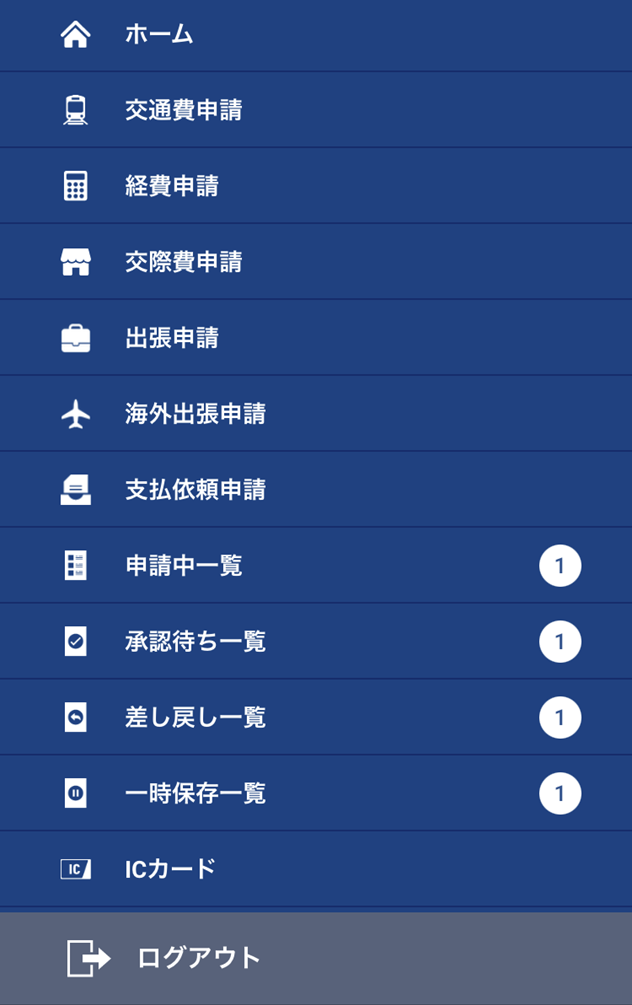 ホーム
交通費申請
経費申請
交際費申請
出張申請
海外出張申請
支払依頼申請
申請中一覧 1
承認待ち一覧 1
差し戻し一覧 1
一時保存一覧 1
IC ICカード
ログアウト